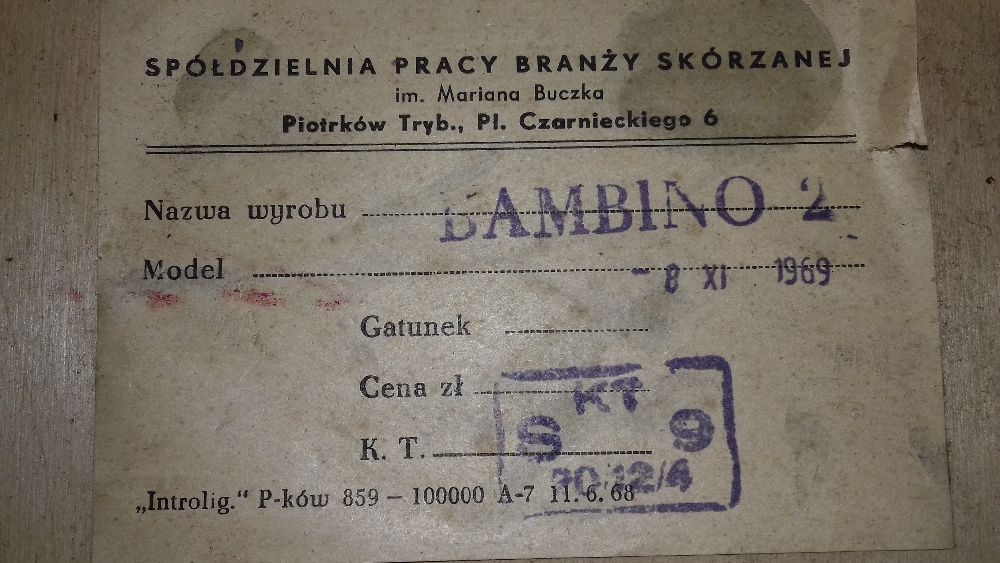 SPÓŁDZIELNIA PRACY BRANŻY SKÓRZANEJ
im. Mariana Buczka
Piotrków Tryb., Pl. Czarnieckiego 6
Nazwa wyrobu BAMBINO 2
Model - 8 XI 1969
Gatunek
Cena zł
KT
S 9
K. T.
„Introlig.“ P-ków 859 – 100000 A-7 11.6.68